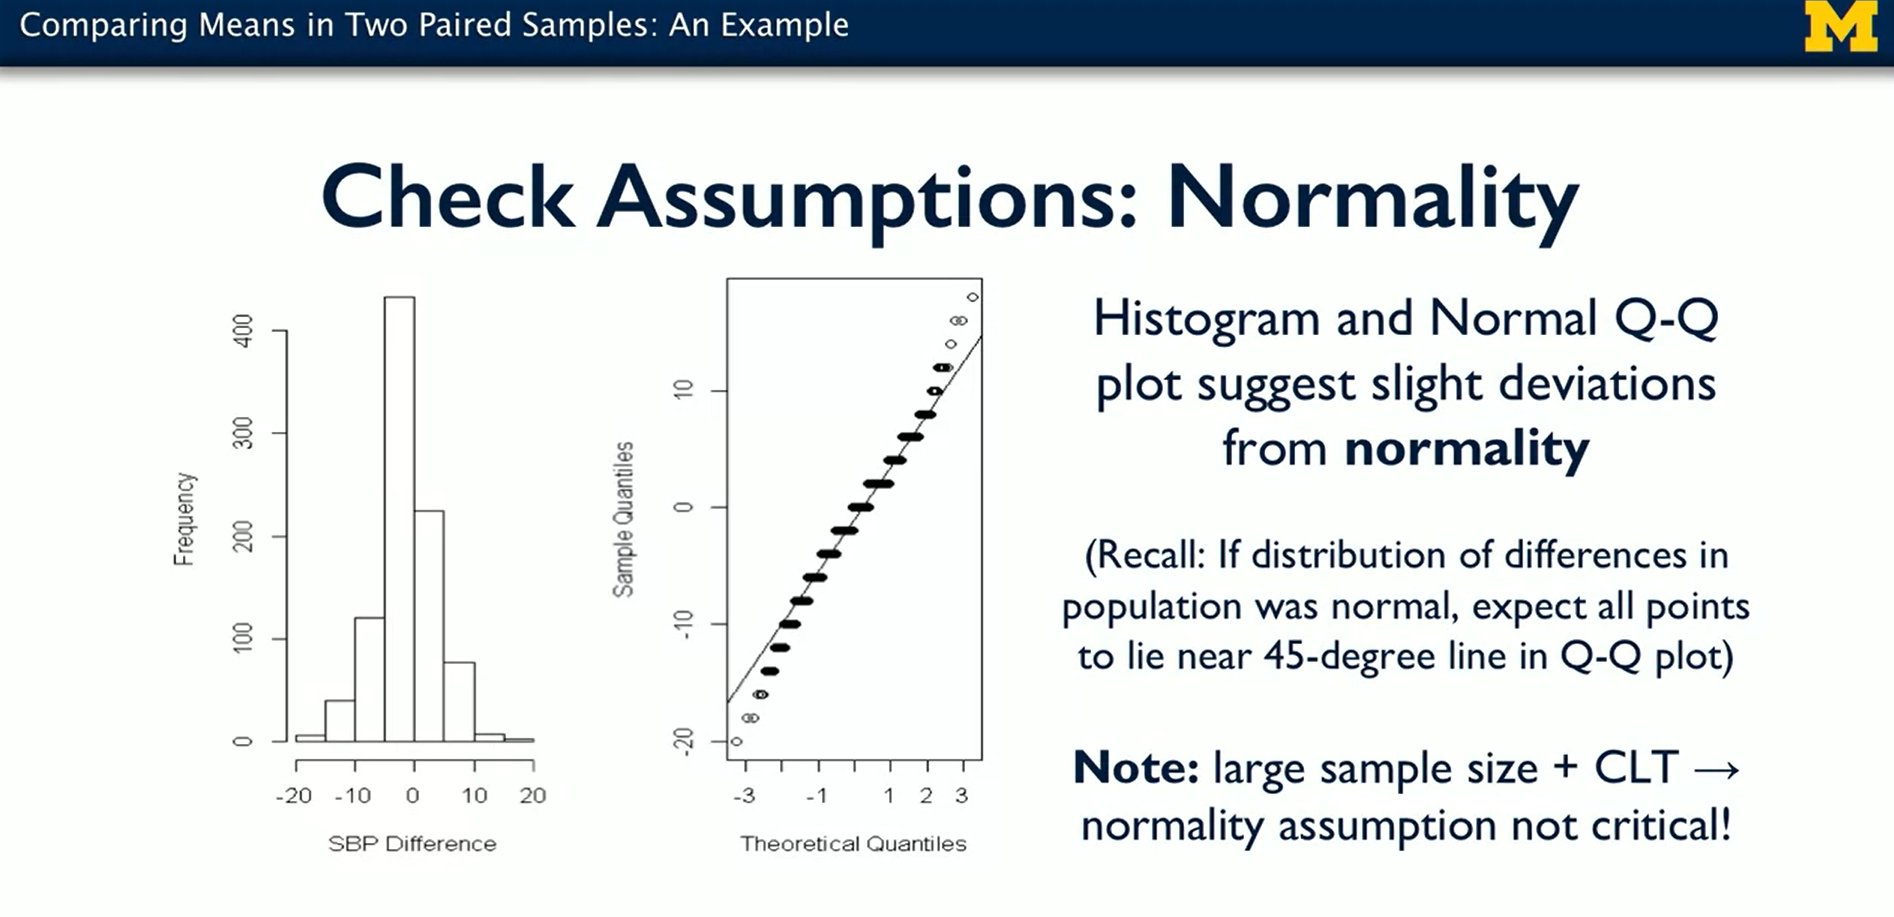 Comparing Means in Two Paired Samples: An Example
M
Check Assumptions: Normality
Frequency
400
300
200
100
0
-20 -10 0 10 20
SBP Difference
Sample Quantiles
10
0
-10
-20
-3 -1 1 2 3
Theoretical Quantiles
Histogram and Normal Q-Q
plot suggest slight deviations
from normality
(Recall: If distribution of differences in
population was normal, expect all points
to lie near 45-degree line in Q-Q plot)
Note: large sample size + CLT →
normality assumption not critical!